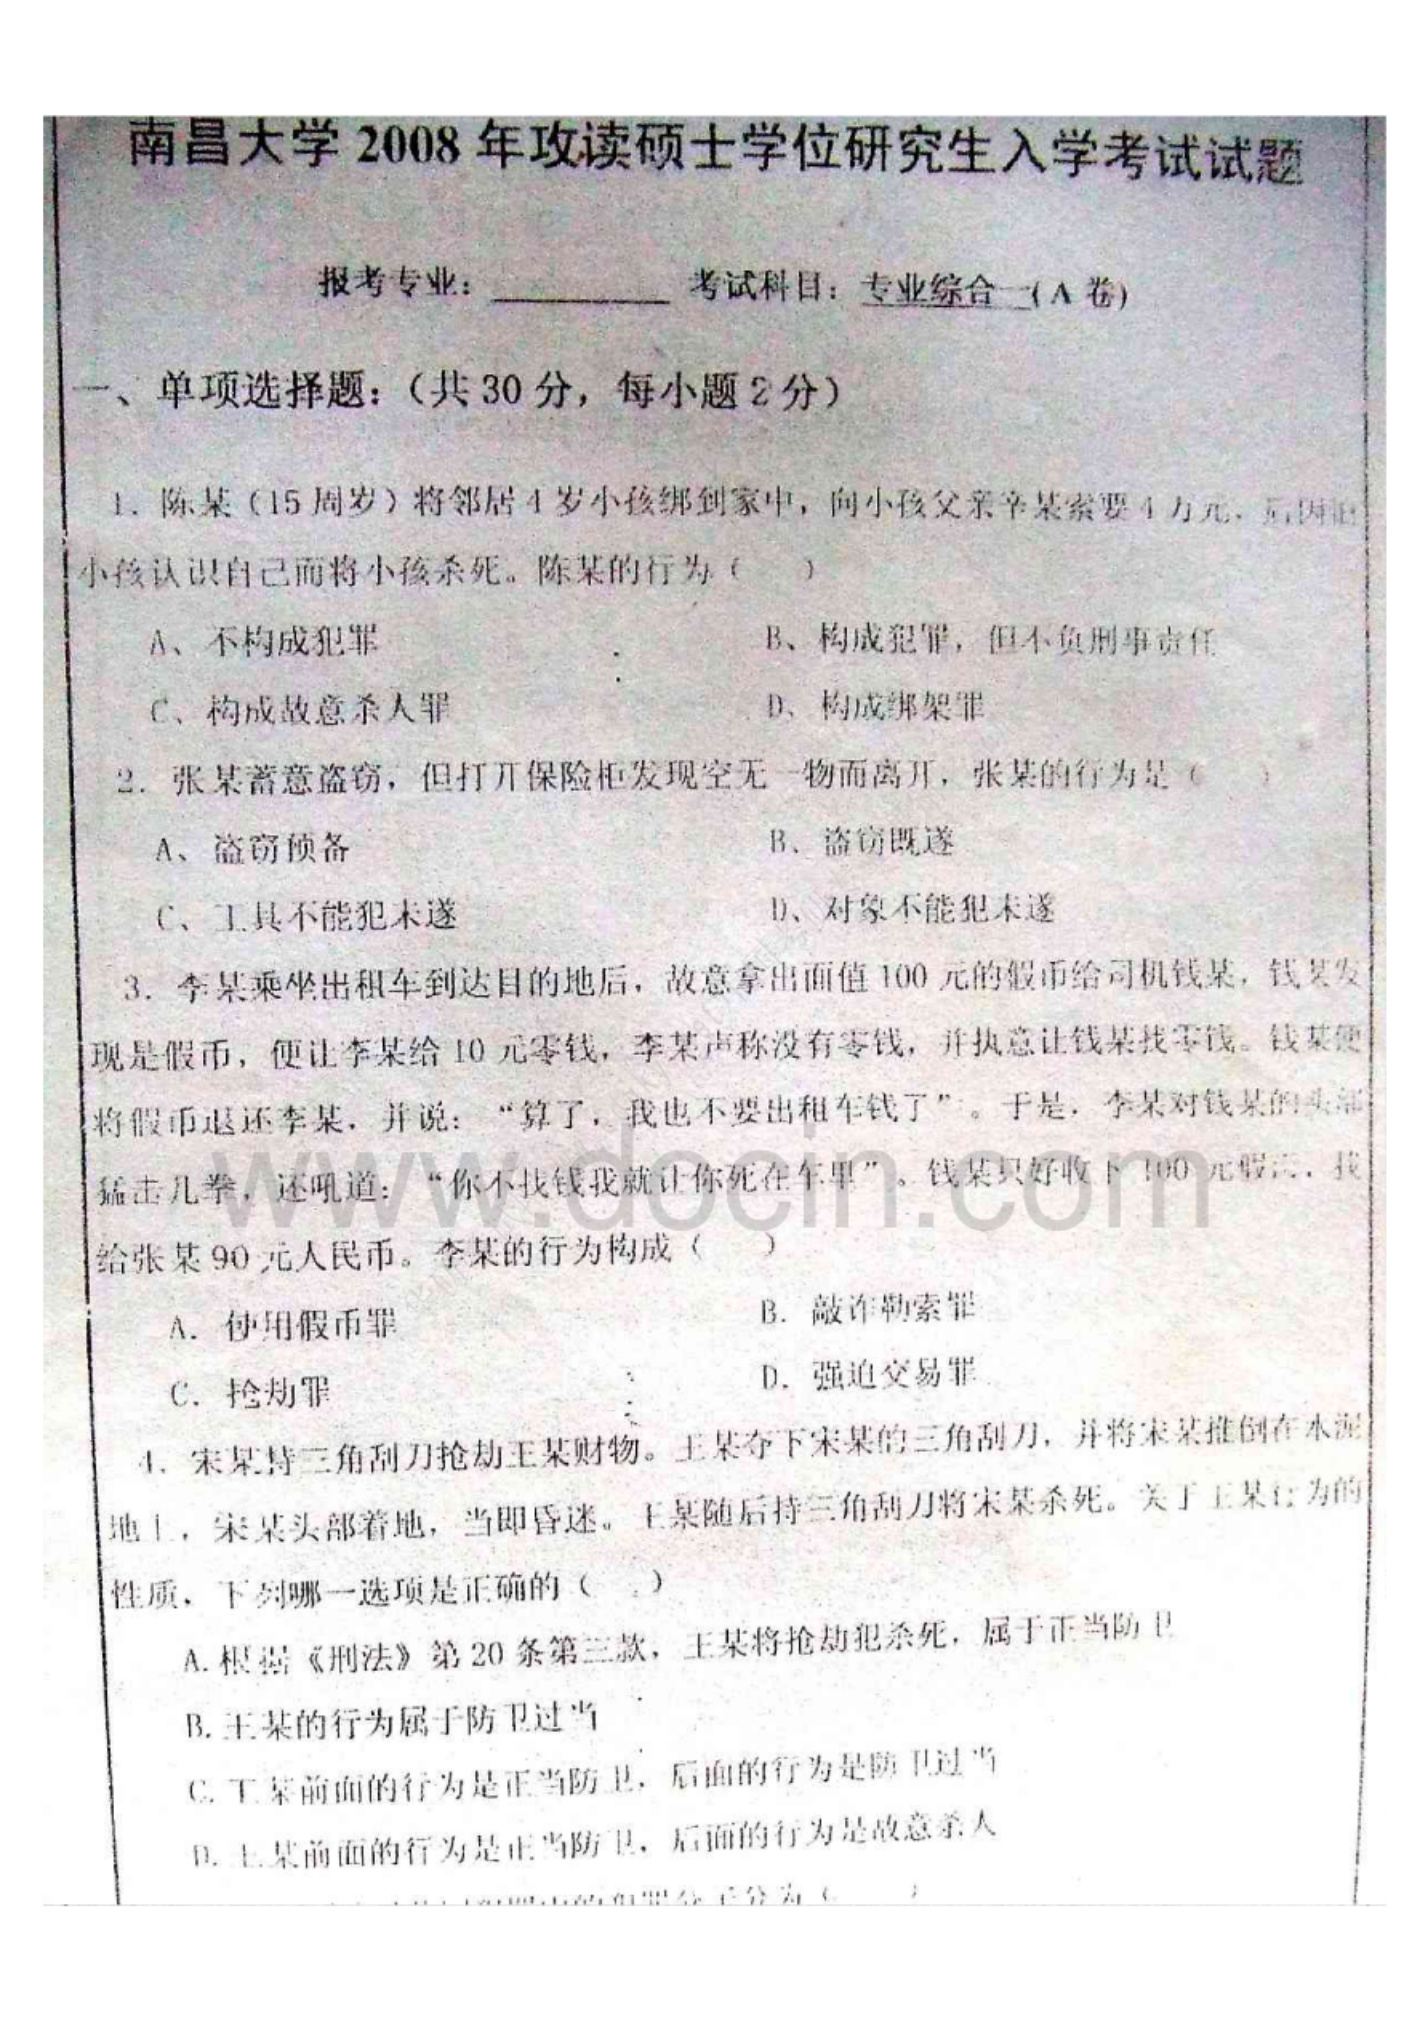 南昌大学 2008 年攻读硕士学位研究生入学考试试题
报考专业：__________ 考试科目：专业综合一(A 卷)
一、单项选择题：（共 30 分，每小题 2 分）
1. 陈某（15 周岁）将邻居 4 岁小孩绑到家中，向小孩父亲辛某索要 4 万元，后因
小孩认识自己而将小孩杀死。陈某的行为（ ）
A、不构成犯罪 B、构成犯罪，但不负刑事责任
C、构成故意杀人罪 D、构成绑架罪
2. 张某蓄意盗窃，但打开保险柜发现空无一物而离开，张某的行为是（ ）
A、盗窃预备 B、盗窃既遂
C、工具不能犯未遂 D、对象不能犯未遂
3. 李某乘坐出租车到达目的地后，故意拿出面值 100 元的假币给司机钱某，钱某发
现是假币，便让李某给 10 元零钱，李某声称没有零钱，并执意让钱某找零钱。钱某便
将假币退还李某，并说：“算了，我也不要出租车钱了”。于是，李某对钱某的头部
猛击几拳，还吼道：“你不找钱我就让你死在车里”。钱某只好收下 100 元假币，找
给张某 90 元人民币。李某的行为构成（ ）
A. 使用假币罪 B. 敲诈勒索罪
C. 抢劫罪 D. 强迫交易罪
4. 宋某持三角刮刀抢劫王某财物。王某夺下宋某的三角刮刀，并将宋某推倒在水泥
地上，宋某头部着地，当即昏迷。王某随后持三角刮刀将宋某杀死。关于王某行为的
性质，下列哪一选项是正确的（ ）
A.根据《刑法》第 20 条第三款，王某将抢劫犯杀死，属于正当防卫
B.王某的行为属于防卫过当
C.王某前面的行为是正当防卫，后面的行为是防卫过当
D.王某前面的行为是正当防卫，后面的行为是故意杀人
www.docin.com